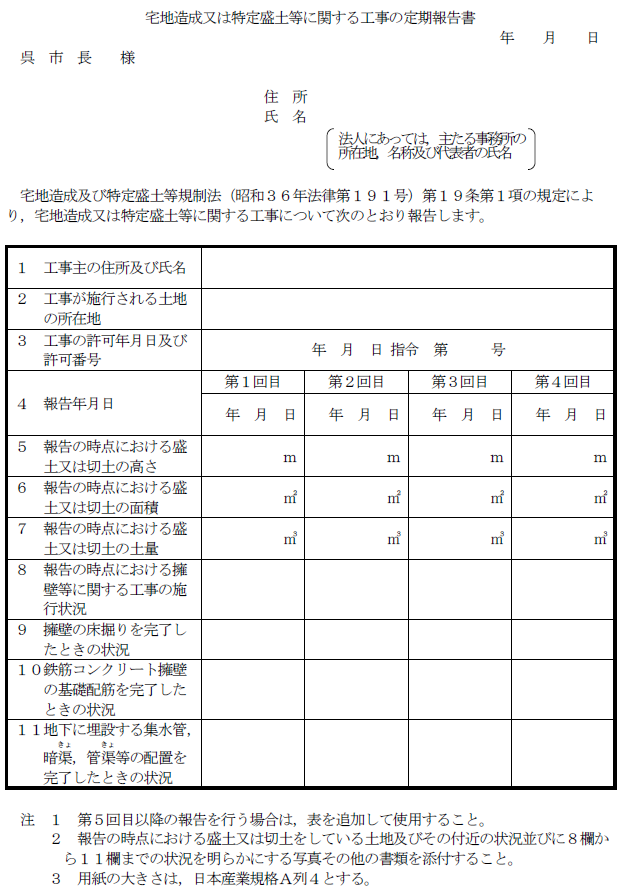 宅地造成又は特定盛土等に関する工事の定期報告書
年　月　日
呉　市　長　　様
住　所
氏　名
法人にあっては，主たる事務所の
所在地，名称及び代表者の氏名
宅地造成及び特定盛土等規制法（昭和３６年法律第１９１号）第１９条第１項の規定によ
り，宅地造成又は特定盛土等に関する工事について次のとおり報告します。
１　工事主の住所及び氏名
２　工事が施行される土地
の所在地
３　工事の許可年月日及び
許可番号
年　月　日 指令　第　　　号
４　報告年月日
第１回目　第２回目　第３回目　第４回目
年　月　日　年　月　日　年　月　日　年　月　日
５　報告の時点における盛
土又は切土の高さ
ｍ　ｍ　ｍ　ｍ
６　報告の時点における盛
土又は切土の面積
㎡　㎡　㎡　㎡
７　報告の時点における盛
土又は切土の土量
㎥　㎥　㎥　㎥
８　報告の時点における擁
壁等に関する工事の施
行状況
９　擁壁の床掘りを完了し
たときの状況
１０鉄筋コンクリート擁壁
の基礎配筋を完了した
ときの状況
１１地下に埋設する集水管，
きょ　きょ
暗渠，管渠等の配置を
完了したときの状況
注　１　第５回目以降の報告を行う場合は，表を追加して使用すること。
２　報告の時点における盛土又は切土をしている土地及びその付近の状況並びに８欄か
ら１１欄までの状況を明らかにする写真その他の書類を添付すること。
３　用紙の大きさは，日本産業規格Ａ列４とする。